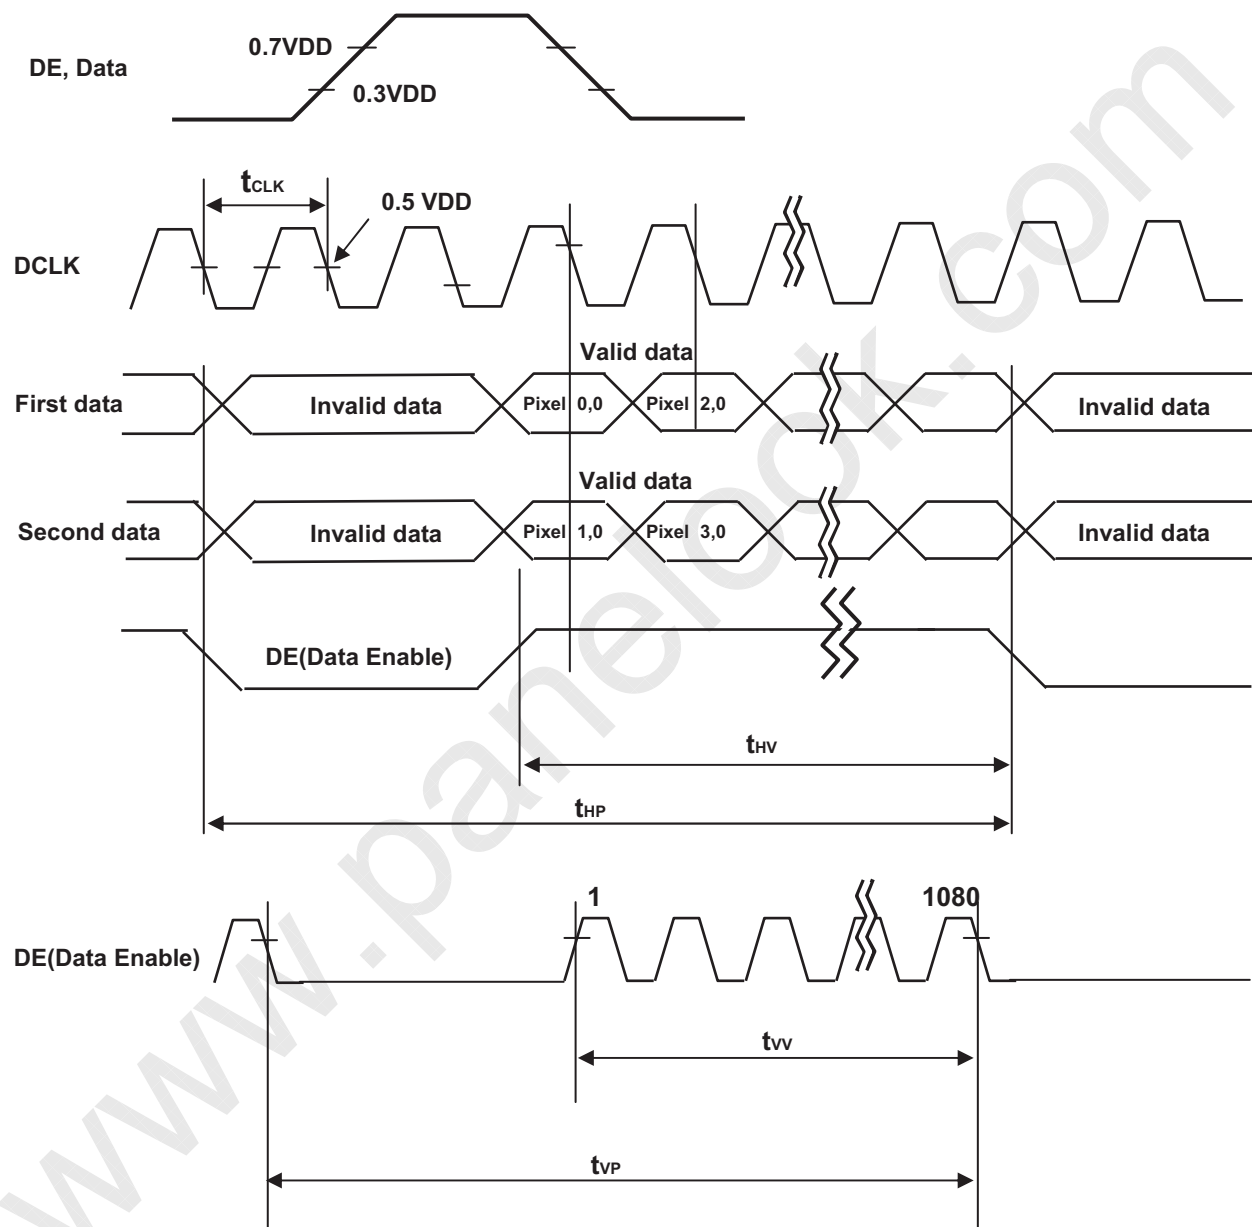 0.7VDD
DE, Data
0.3VDD
tCLK
0.5 VDD
DCLK
Valid data
First data
Invalid data
Pixel 0,0
Pixel 2,0
Invalid data
Valid data
Second data
Invalid data
Pixel 1,0
Pixel 3,0
Invalid data
DE(Data Enable)
tHV
tHP
1
1080
DE(Data Enable)
tVV
tVP
www.panelook.com